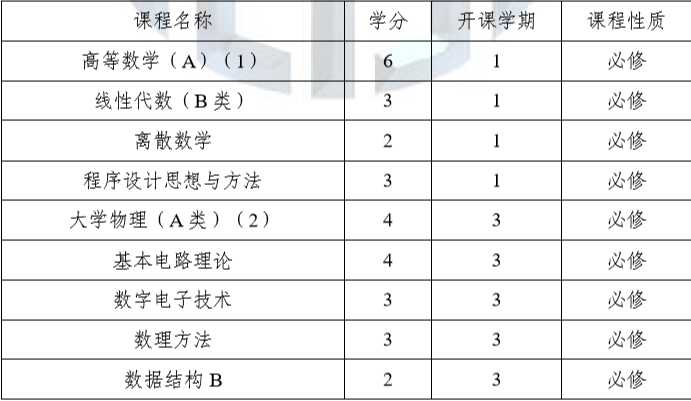 课程名称 学分 开课学期 课程性质
高等数学（A）（1） 6 1 必修
线性代数（B 类） 3 1 必修
离散数学 2 1 必修
程序设计思想与方法 3 1 必修
大学物理（A 类）（2） 4 3 必修
基本电路理论 4 3 必修
数字电子技术 3 3 必修
数理方法 3 3 必修
数据结构 B 2 3 必修